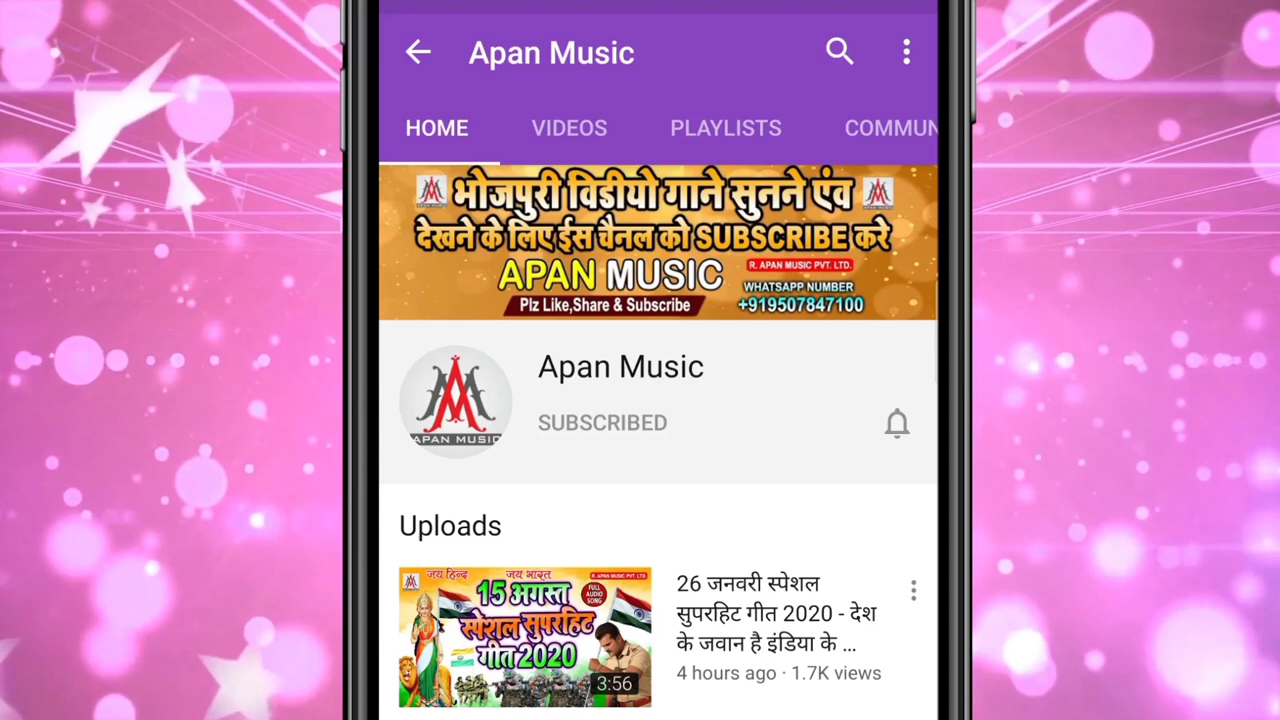 Apan Music
HOME VIDEOS PLAYLISTS COMMUN
भोजपुरी विडीयो गाने सुनने एंव
देखने के लिए ईस चैनल को SUBSCRIBE करे
APAN MUSIC
R. APAN MUSIC PVT. LTD.
WHATSAPP NUMBER
Plz Like,Share & Subscribe
+919507847100
Apan Music
SUBSCRIBED
APAN MUSIC
Uploads
जय हिन्द जय भारत
R. APAN MUSIC PVT. LTD
15 अगस्त
FULL
AUDIO
SONG
स्पेशल सुपरहिट
गीत 2020
3:56
26 जनवरी स्पेशल
सुपरहिट गीत 2020 - देश
के जवान है इंडिया के ...
4 hours ago · 1.7K views